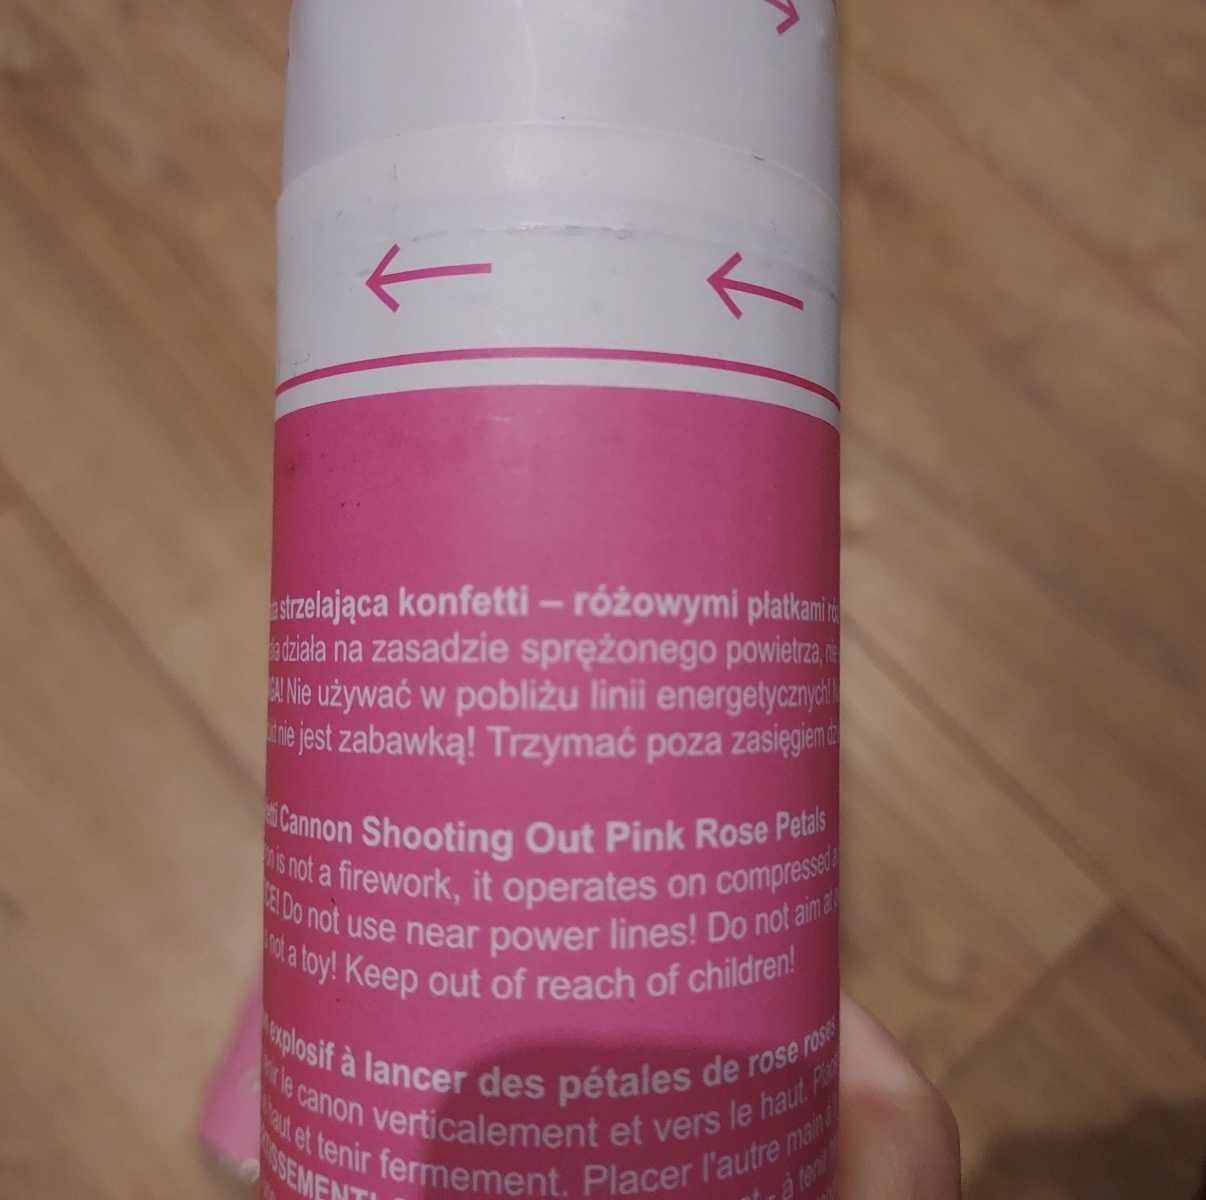 strzelająca konfetti – różowymi płatkami
działa na zasadzie sprężonego powietrza,
Nie używać w pobliżu linii energetycznych!
nie jest zabawką! Trzymać poza zasięgiem
Cannon Shooting Out Pink Rose Petals
is not a firework, it operates on compressed
Do not use near power lines! Do not aim at
not a toy! Keep out of reach of children!
explosif à lancer des pétales de rose roses
le canon verticalement et vers le haut.
haut et tenir fermement. Placer l'autre main à